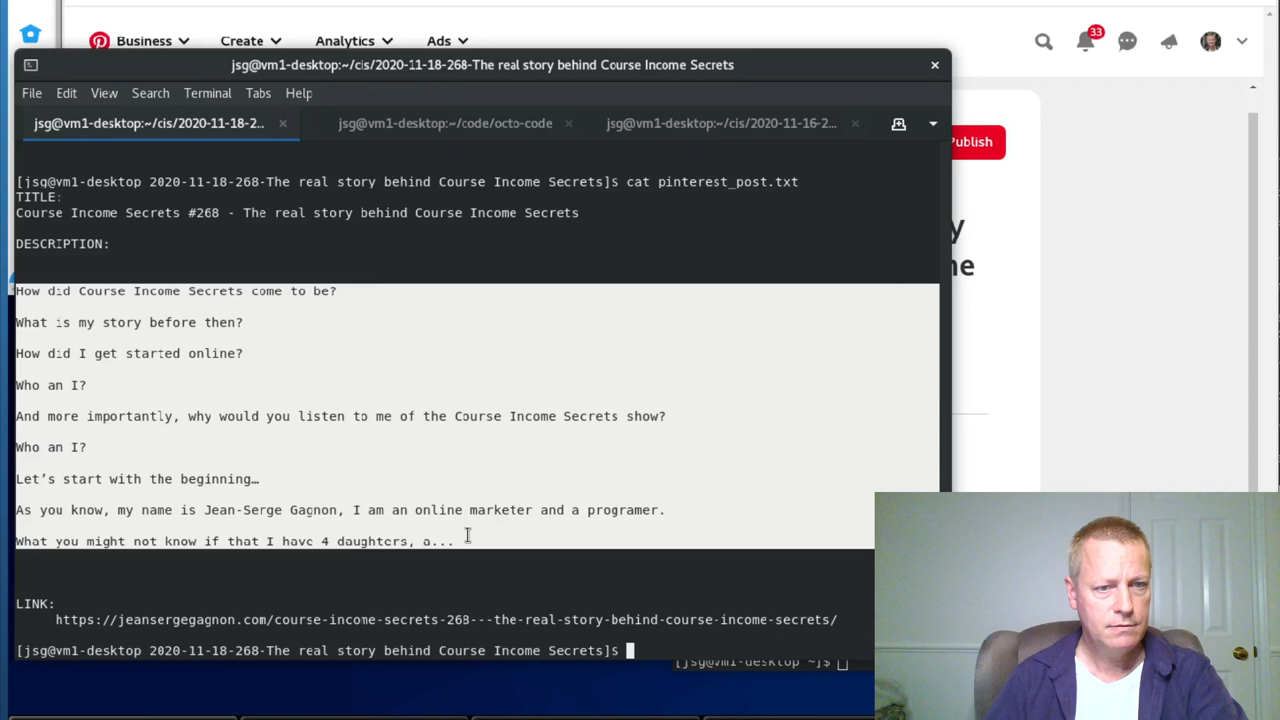 Business Create Analytics Ads 33
jsg@vm1-desktop:~/cis/2020-11-18-268-The real story behind Course Income Secrets
File Edit View Search Terminal Tabs Help
jsg@vm1-desktop:~/cis/2020-11-18-2... jsg@vm1-desktop:~/code/octo-code jsg@vm1-desktop:~/cis/2020-11-16-2...
Publish
[jsg@vm1-desktop 2020-11-18-268-The real story behind Course Income Secrets]$ cat pinterest_post.txt
TITLE:
Course Income Secrets #268 - The real story behind Course Income Secrets
DESCRIPTION:
How did Course Income Secrets come to be?
What is my story before then?
How did I get started online?
Who am I?
And more importantly, why would you listen to me of the Course Income Secrets show?
Who am I?
Let’s start with the beginning…
As you know, my name is Jean-Serge Gagnon, I am an online marketer and a programer.
What you might not know if that I have 4 daughters, a...
LINK:
https://jeansergegagnon.com/course-income-secrets-268---the-real-story-behind-course-income-secrets/
[jsg@vm1-desktop 2020-11-18-268-The real story behind Course Income Secrets]$
[jsg@vm1-desktop ~]$